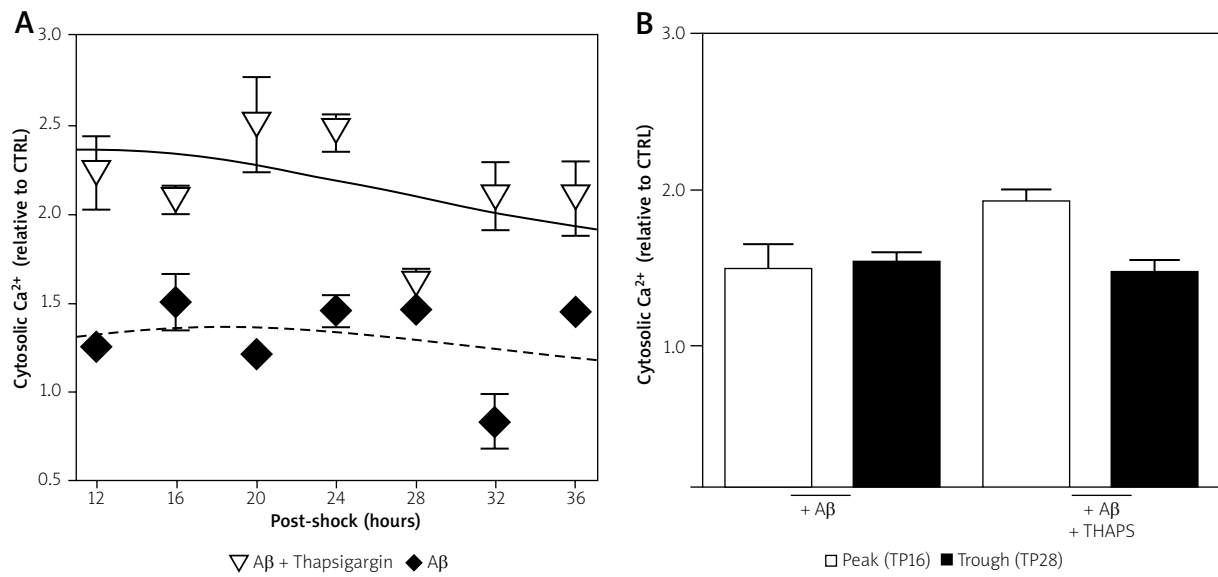 A
Cytosolic Ca²⁺ (relative to CTRL)
3.0
2.5
2.0
1.5
1.0
0.5
12 16 20 24 28 32 36
Post-shock (hours)
Aβ + Thapsigargin Aβ
B
Cytosolic Ca²⁺ (relative to CTRL)
3.0
2.0
1.0
+ Aβ + Aβ
+ THAPS
Peak (TP16) Trough (TP28)